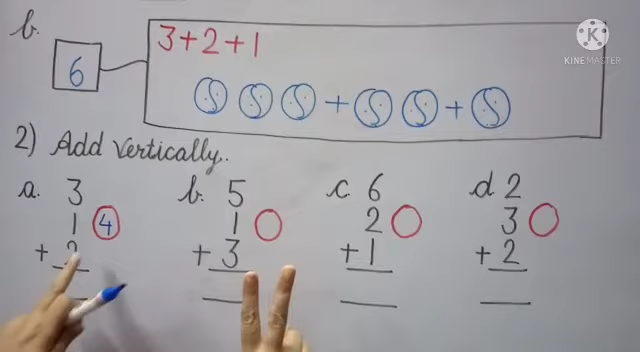 b.
3+2+1
6
+ +
KINEMASTER
2) Add Vertically..
a. 3 b. 5 c. 6 d. 2
1 4 1 2 3
+ 2 + 3 + 1 + 2